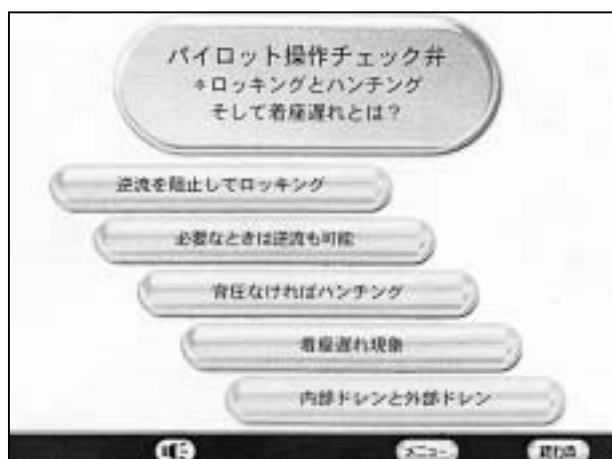 パイロット操作チェック弁
*ロッキングとハンチング
そして着座遅れとは?
逆流を阻止してロッキング
必要なときは逆流も可能
背圧なければハンチング
着座遅れ現象
内部ドレンと外部ドレン
メニュー